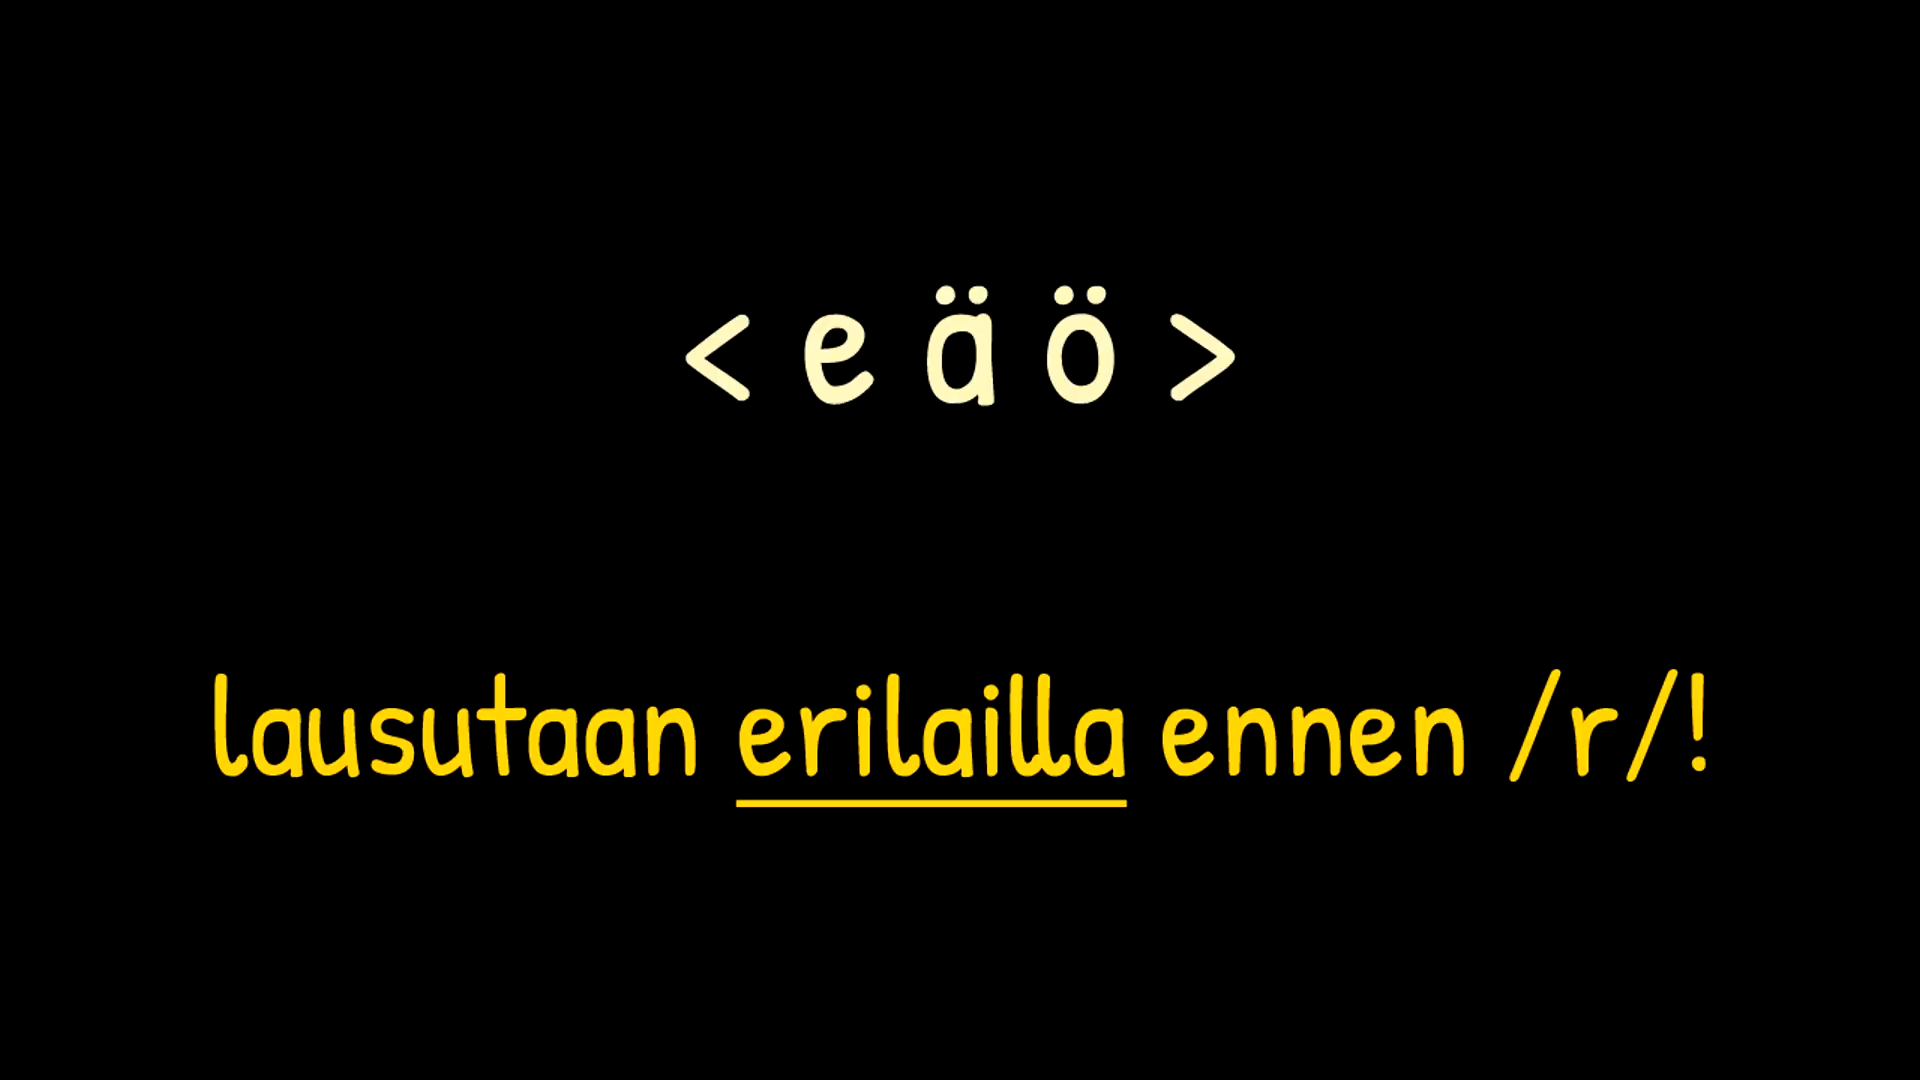 < e ä ö >
lausutaan erilailla ennen /r/!